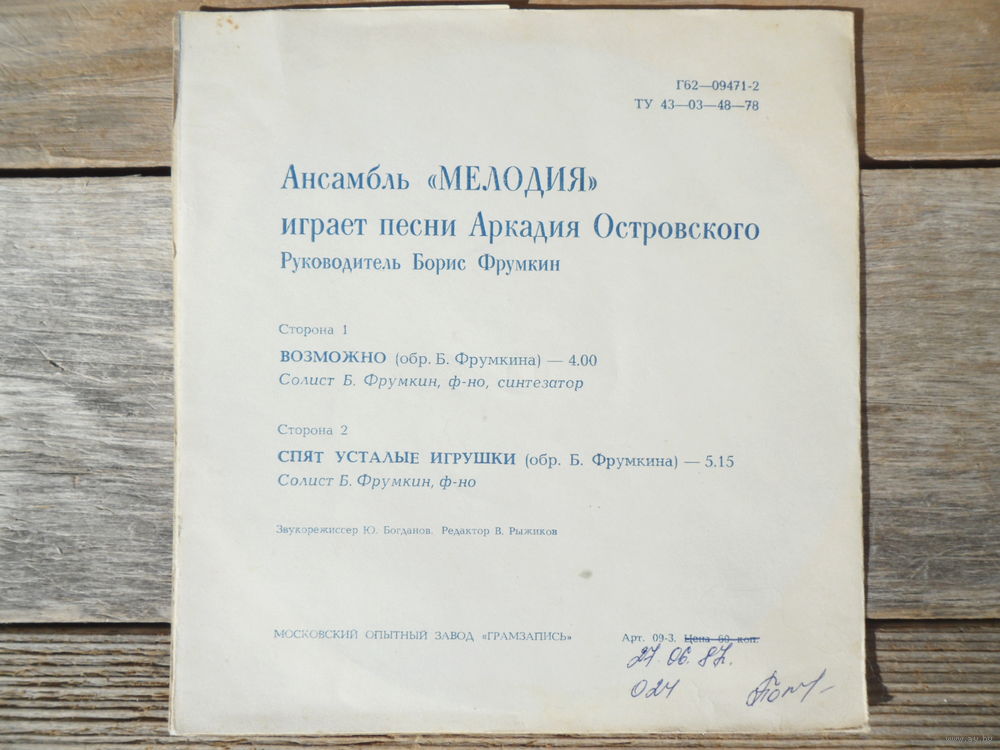 Г62—09471-2
ТУ 43—03—48—78
Ансамбль «МЕЛОДИЯ»
играет песни Аркадия Островского
Руководитель Борис Фрумкин
Сторона 1
ВОЗМОЖНО (обр. Б. Фрумкина) — 4.00
Солист Б. Фрумкин, ф-но, синтезатор
Сторона 2
СПЯТ УСТАЛЫЕ ИГРУШКИ (обр. Б. Фрумкина) — 5.15
Солист Б. Фрумкин, ф-но
Звукорежиссер Ю. Богданов. Редактор В. Рыжиков
МОСКОВСКИЙ ОПЫТНЫЙ ЗАВОД «ГРАМЗАПИСЬ»
Арт. 09-3. Цена 60 коп.
27.06.87.
024